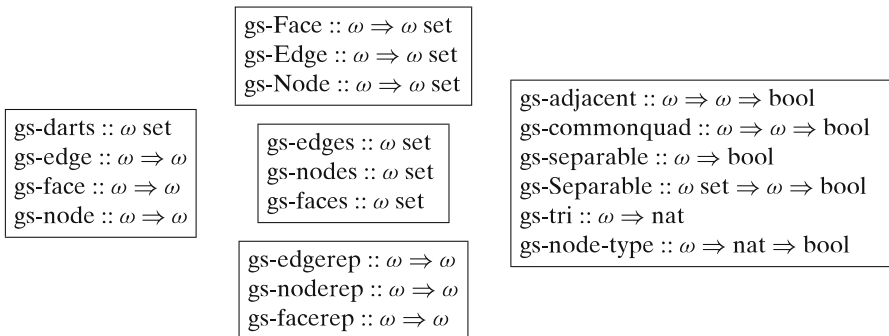 gs-Face :: ω ⇒ ω set
gs-Edge :: ω ⇒ ω set
gs-Node :: ω ⇒ ω set
gs-darts :: ω set
gs-edge :: ω ⇒ ω
gs-face :: ω ⇒ ω
gs-node :: ω ⇒ ω
gs-edges :: ω set
gs-nodes :: ω set
gs-faces :: ω set
gs-edgerep :: ω ⇒ ω
gs-noderep :: ω ⇒ ω
gs-facerep :: ω ⇒ ω
gs-adjacent :: ω ⇒ ω ⇒ bool
gs-commonquad :: ω ⇒ ω ⇒ bool
gs-separable :: ω ⇒ bool
gs-Separable :: ω set ⇒ ω ⇒ bool
gs-tri :: ω ⇒ nat
gs-node-type :: ω ⇒ nat ⇒ bool